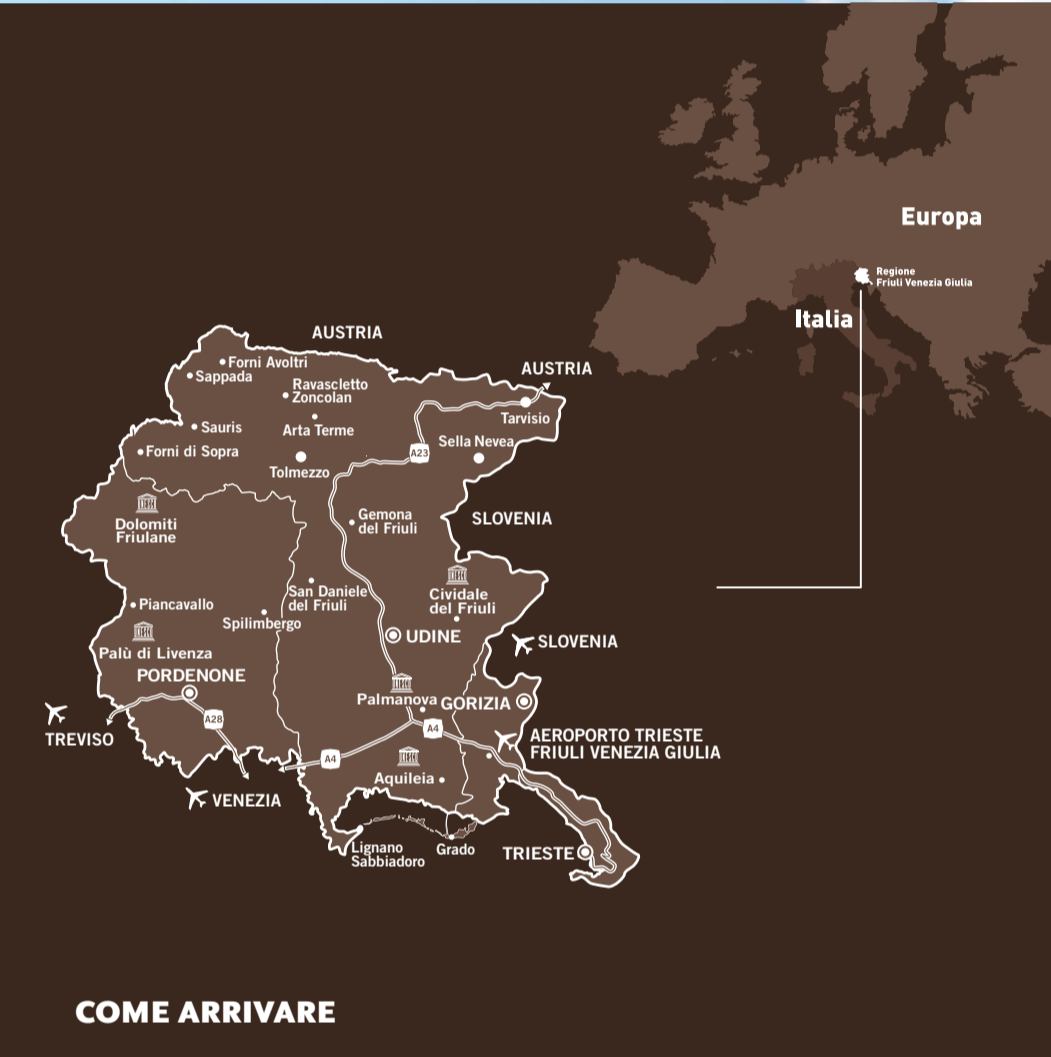 Europa
Regione
Friuli Venezia Giulia
Italia
AUSTRIA
Forni Avoltri
Sappada
AUSTRIA
Ravascletto
Zoncolan
Tarvisio
Sauris
Arta Terme
Sella Nevea
Forni di Sopra
A23
Tolmezzo
Dolomiti
Friulane
Gemona
del Friuli
SLOVENIA
San Daniele
del Friuli
Cividale
del Friuli
Piancavallo
Spilimbergo
UDINE
SLOVENIA
Palù di Livenza
PORDENONE
Palmanova
GORIZIA
A28
A4
TREVISO
AEROPORTO TRIESTE
FRIULI VENEZIA GIULIA
A4
Aquileia
VENEZIA
Lignano
Sabbiadoro
Grado
TRIESTE
COME ARRIVARE